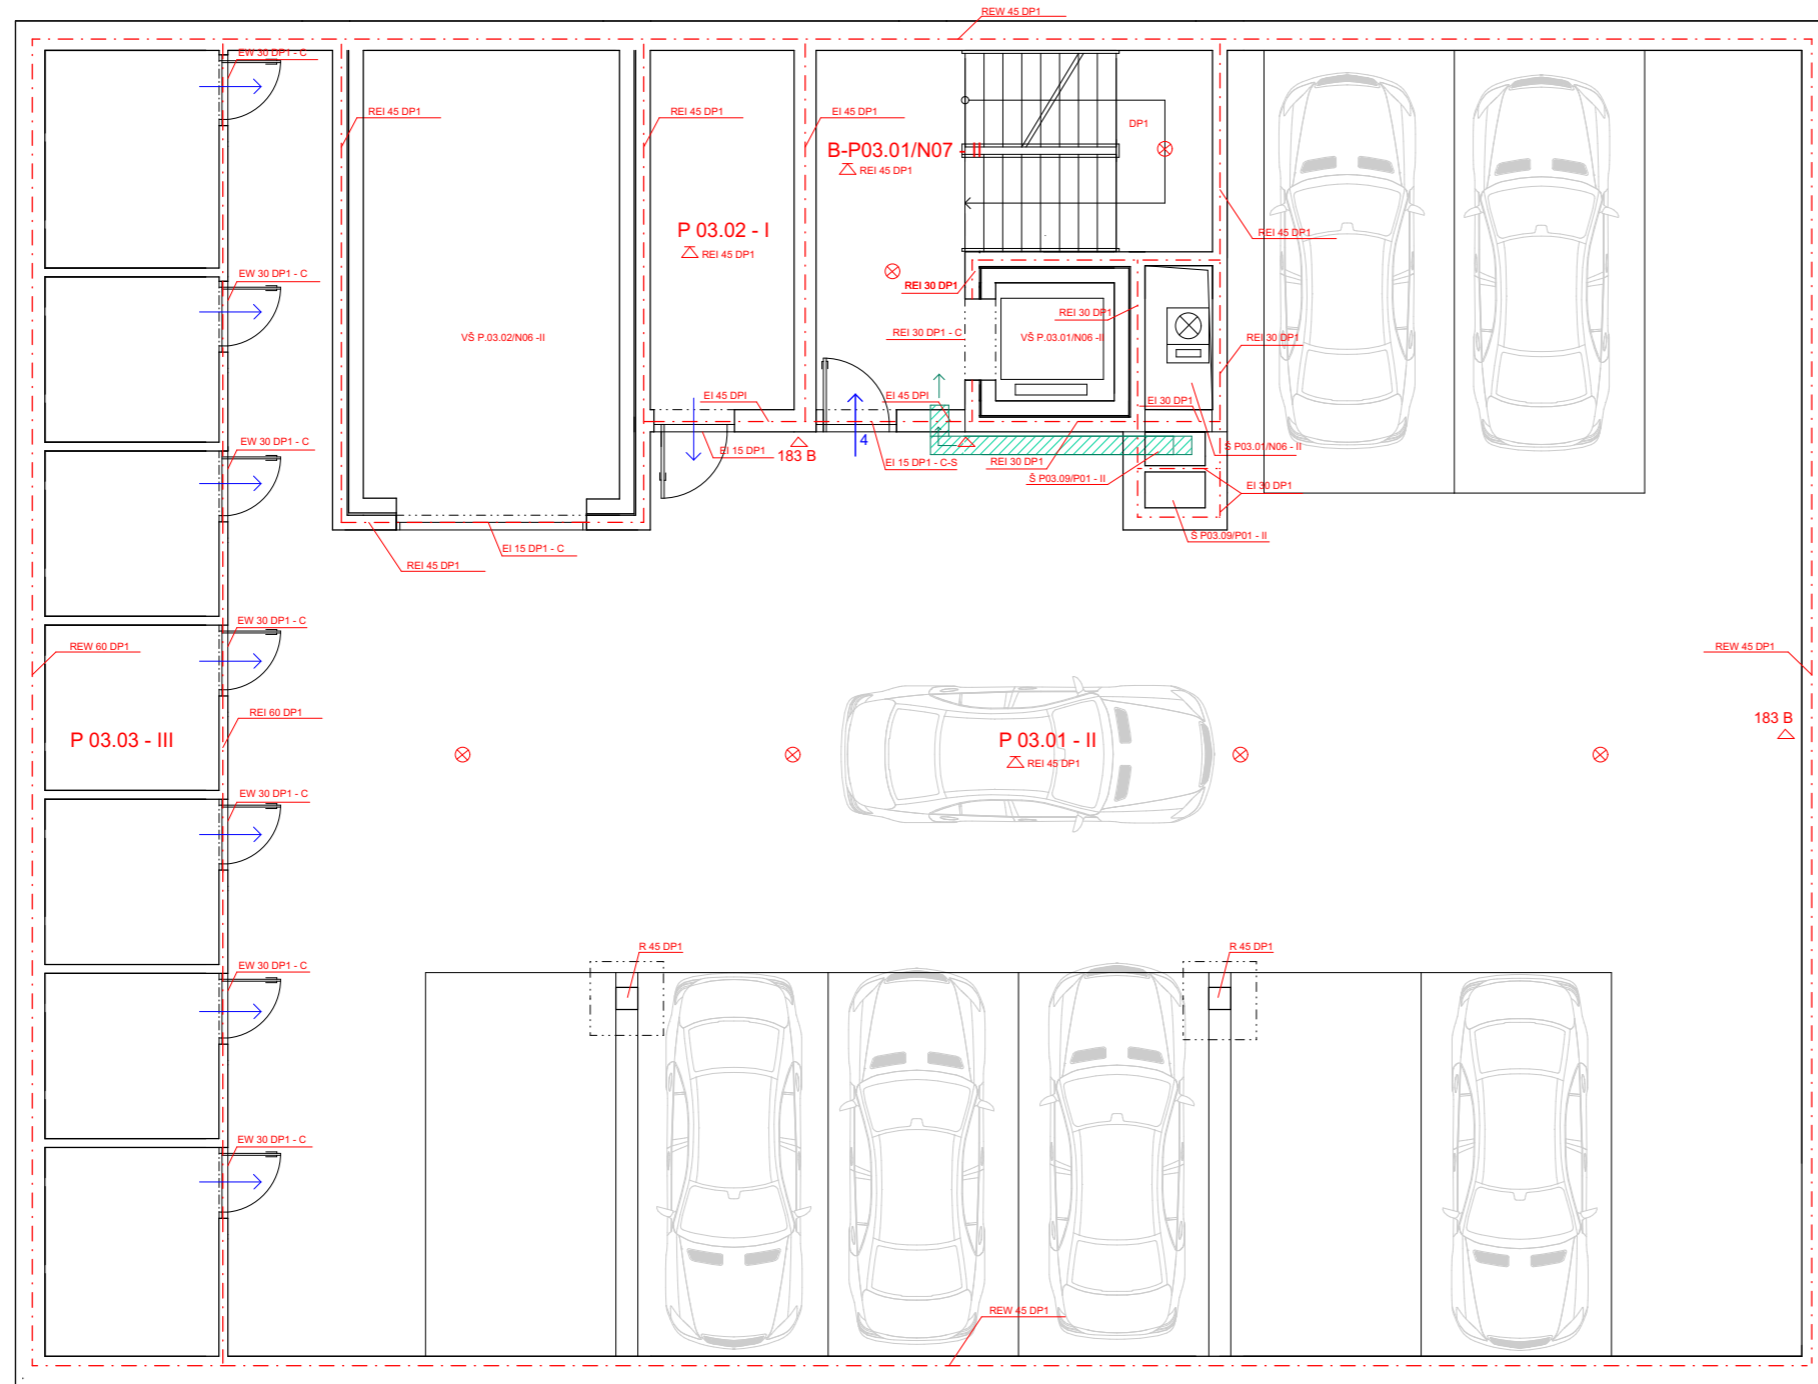 REW 45 DP1
EW 30 DP1 - C
REI 45 DP1
REI 45 DP1
EI 45 DP1
DP1
B-P03.01/N07 - II
REI 45 DP1
P 03.02 - I
REI 45 DP1
REI 45 DP1
EW 30 DP1 - C
REI 30 DP1
REI 30 DP1
REI 30 DP1 - C
VŠ P.03.02/N06 -II
VŠ P.03.01/N06 -II
REI 30 DP1
EI 45 DPI
EI 45 DPI
EI 30 DP1
EW 30 DP1 - C
4
EI 15 DP1
183 B
EI 15 DP1 - C-S
REI 30 DP1
Š P03.01/N06 - II
Š P03.09/P01 - II
EI 30 DP1
Š P03.09/P01 - II
EI 15 DP1 - C
REI 45 DP1
EW 30 DP1 - C
REW 60 DP1
REW 45 DP1
REI 60 DP1
183 B
P 03.03 - III
P 03.01 - II
REI 45 DP1
EW 30 DP1 - C
R 45 DP1
R 45 DP1
EW 30 DP1 - C
EW 30 DP1 - C
REW 45 DP1